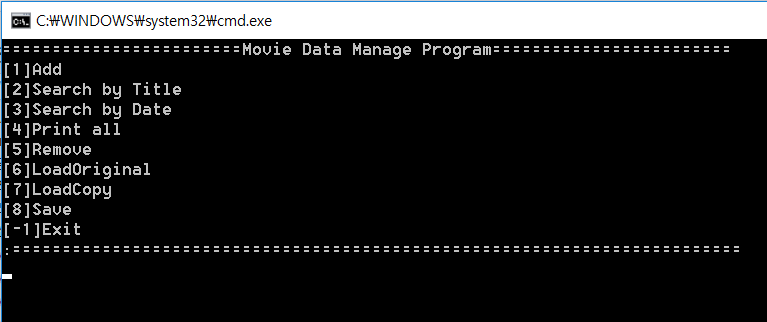 C:₩WINDOWS₩system32₩cmd.exe
========================Movie Data Manage Program========================
[1]Add
[2]Search by Title
[3]Search by Date
[4]Print all
[5]Remove
[6]LoadOriginal
[7]LoadCopy
[8]Save
[-1]Exit
:=========================================================================